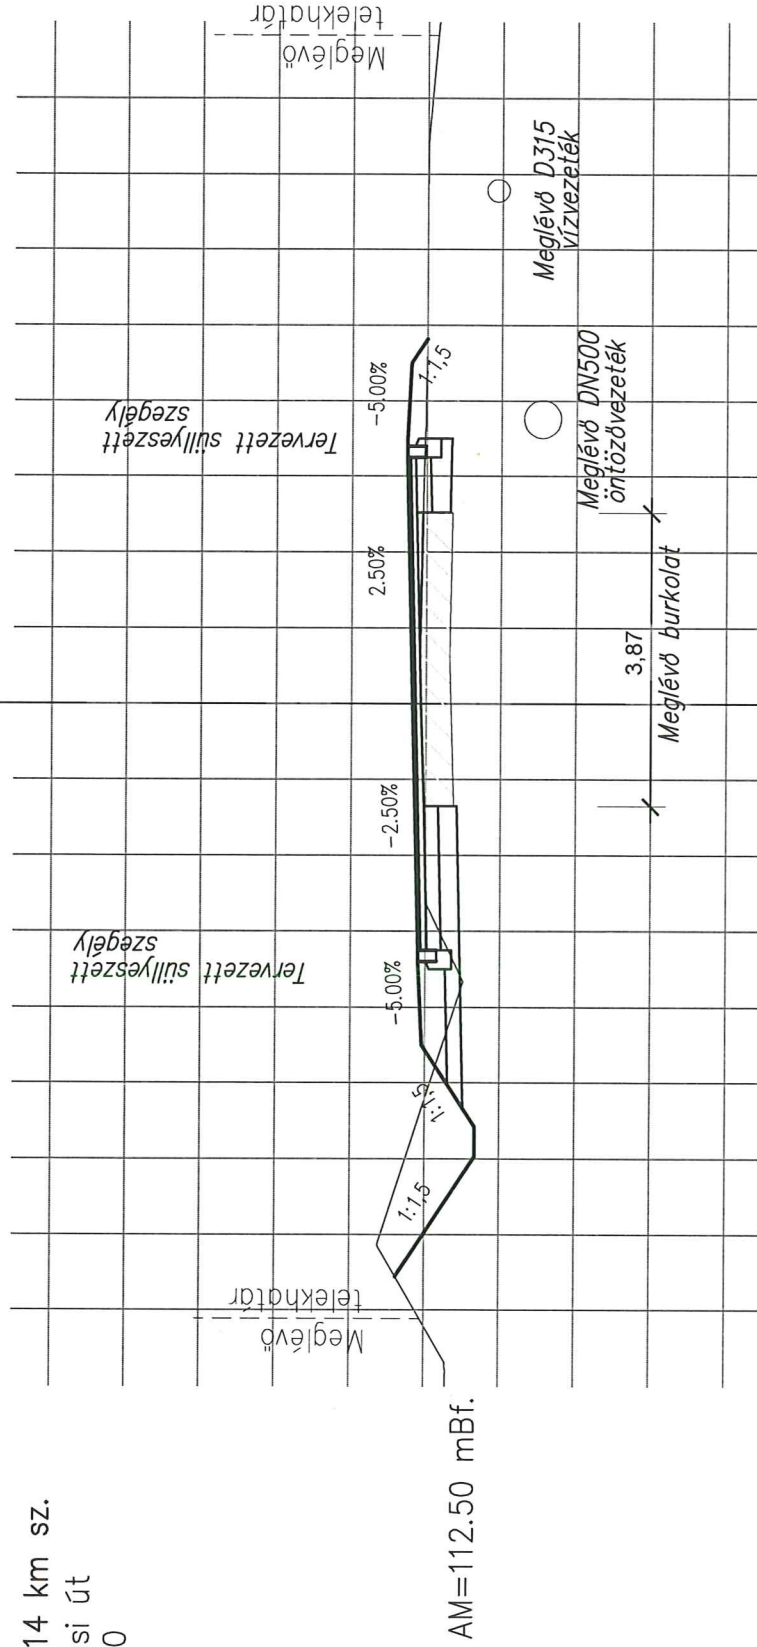 14 km sz.
si út
0
AM=112.50 mBf.
Meglévő
telekhatár
1:1,5
1:1,5
-5.00%
Tervezett süllyeszett
szegély
-2.50%
2.50%
Tervezett süllyeszett
szegély
-5.00%
1:1,5
3,87
Meglévő burkolat
Meglévő DN500
öntözővezeték
Meglévő D315
vízvezeték
Meglévő
telekhatár